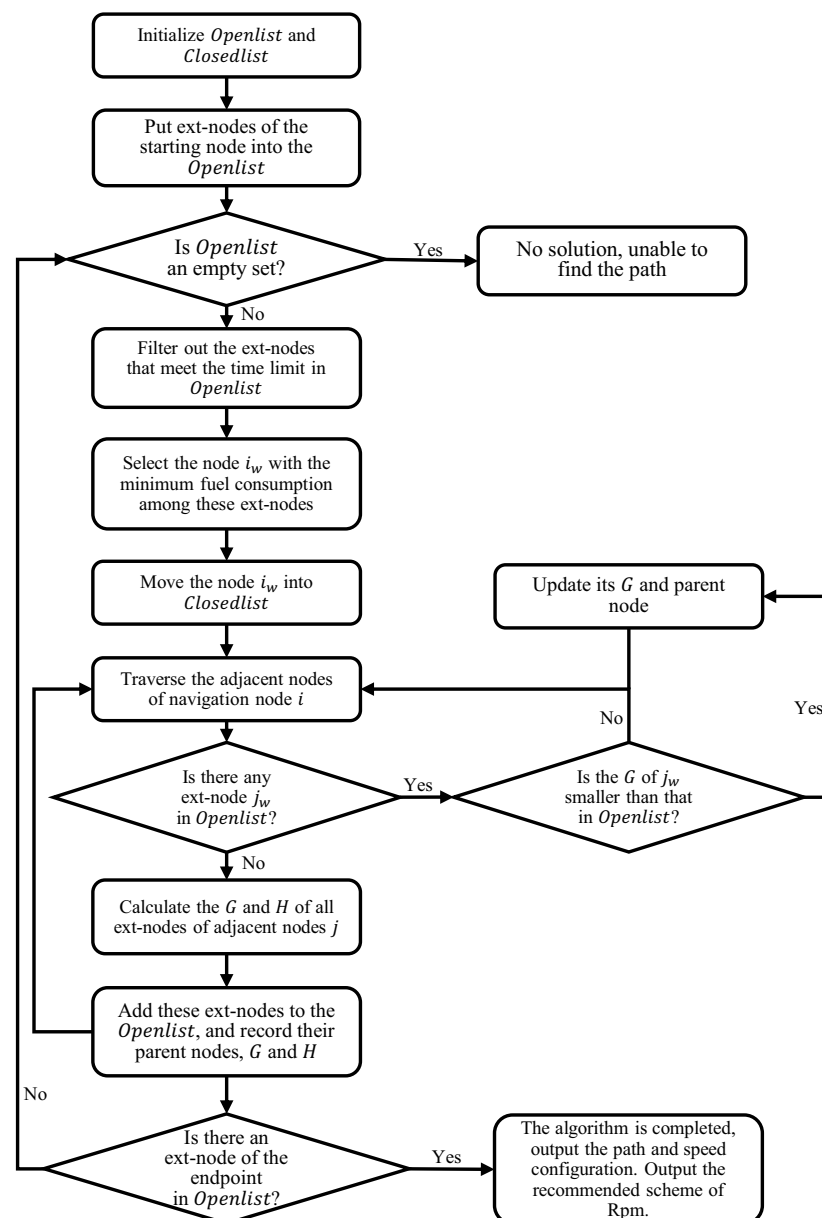 Initialize Openlist and
Closedlist
Put ext-nodes of the
starting node into the
Openlist
Is Openlist
an empty set?
Yes
No solution, unable to
find the path
No
Filter out the ext-nodes
that meet the time limit in
Openlist
Select the node i_w with the
minimum fuel consumption
among these ext-nodes
Move the node i_w into
Closedlist
Update its G and parent
node
Traverse the adjacent nodes
of navigation node i
No
Yes
Is there any
ext-node j_w
in Openlist?
Yes
Is the G of j_w
smaller than that
in Openlist?
No
Calculate the G and H of all
ext-nodes of adjacent nodes j
Add these ext-nodes to the
Openlist, and record their
parent nodes, G and H
No
Is there an
ext-node of the
endpoint
in Openlist?
Yes
The algorithm is completed,
output the path and speed
configuration. Output the
recommended scheme of
Rpm.